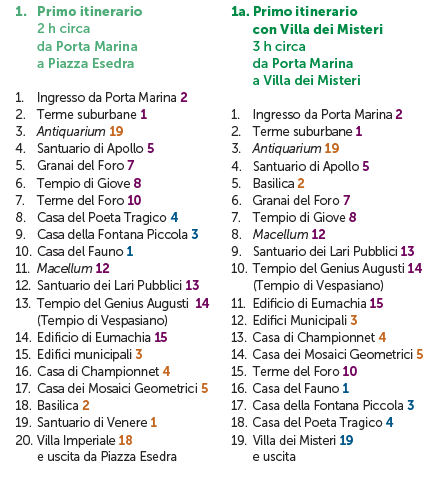 1. Primo itinerario
2 h circa
da Porta Marina
a Piazza Esedra
1. Ingresso da Porta Marina 2
2. Terme suburbane 1
3. Antiquarium 19
4. Santuario di Apollo 5
5. Granai del Foro 7
6. Tempio di Giove 8
7. Terme del Foro 10
8. Casa del Poeta Tragico 4
9. Casa della Fontana Piccola 3
10. Casa del Fauno 1
11. Macellum 12
12. Santuario dei Lari Pubblici 13
13. Tempio del Genius Augusti 14
(Tempio di Vespasiano)
14. Edificio di Eumachia 15
15. Edifici municipali 3
16. Casa di Championnet 4
17. Casa dei Mosaici Geometrici 5
18. Basilica 2
19. Santuario di Venere 1
20. Villa Imperiale 18
e uscita da Piazza Esedra
1a. Primo itinerario
con Villa dei Misteri
3 h circa
da Porta Marina
a Villa dei Misteri
1. Ingresso da Porta Marina 2
2. Terme suburbane 1
3. Antiquarium 19
4. Santuario di Apollo 5
5. Basilica 2
6. Granai del Foro 7
7. Tempio di Giove 8
8. Macellum 12
9. Santuario dei Lari Pubblici 13
10. Tempio del Genius Augusti 14
(Tempio di Vespasiano)
11. Edificio di Eumachia 15
12. Edifici Municipali 3
13. Casa di Championnet 4
14. Casa dei Mosaici Geometrici 5
15. Terme del Foro 10
16. Casa del Fauno 1
17. Casa della Fontana Piccola 3
18. Casa del Poeta Tragico 4
19. Villa dei Misteri 19
e uscita